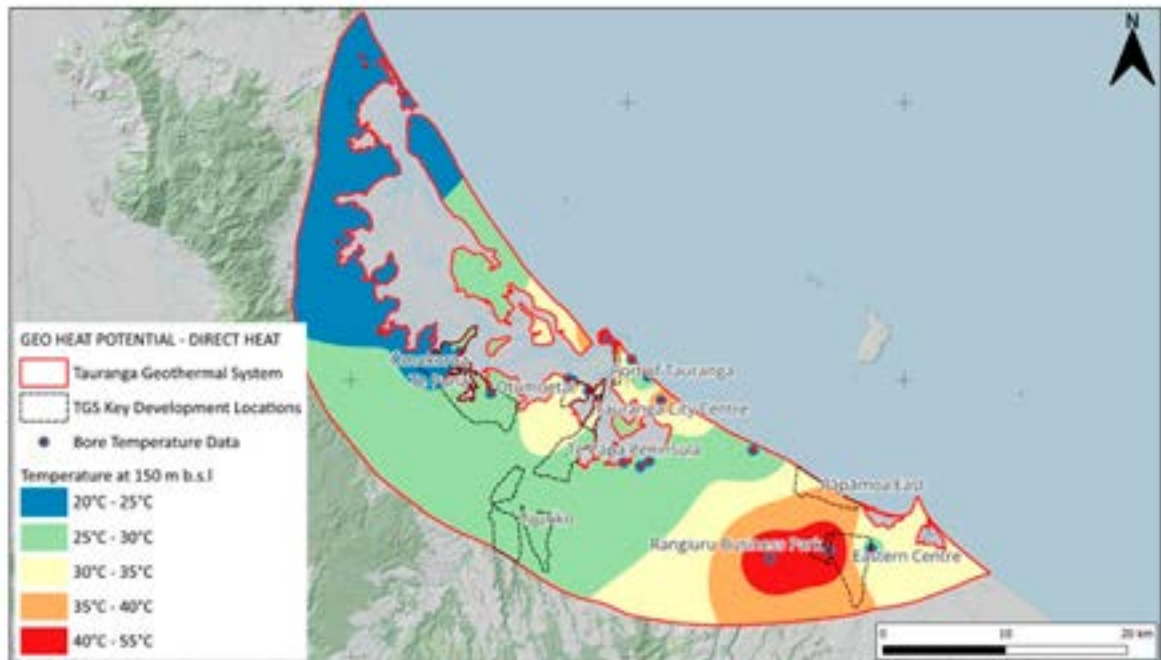 N
GEO HEAT POTENTIAL - DIRECT HEAT
Tauranga Geothermal System
TGS Key Development Locations
Bore Temperature Data
Temperature at 150 m b.s.l
20°C - 25°C
25°C - 30°C
30°C - 35°C
35°C - 40°C
40°C - 55°C
Te Puna
Otumoetai
Port of Tauranga
Tauranga City Centre
Te Papa Peninsula
Papamoa East
Rangiuru Business Park
Eastern Centre
0 10 20 km